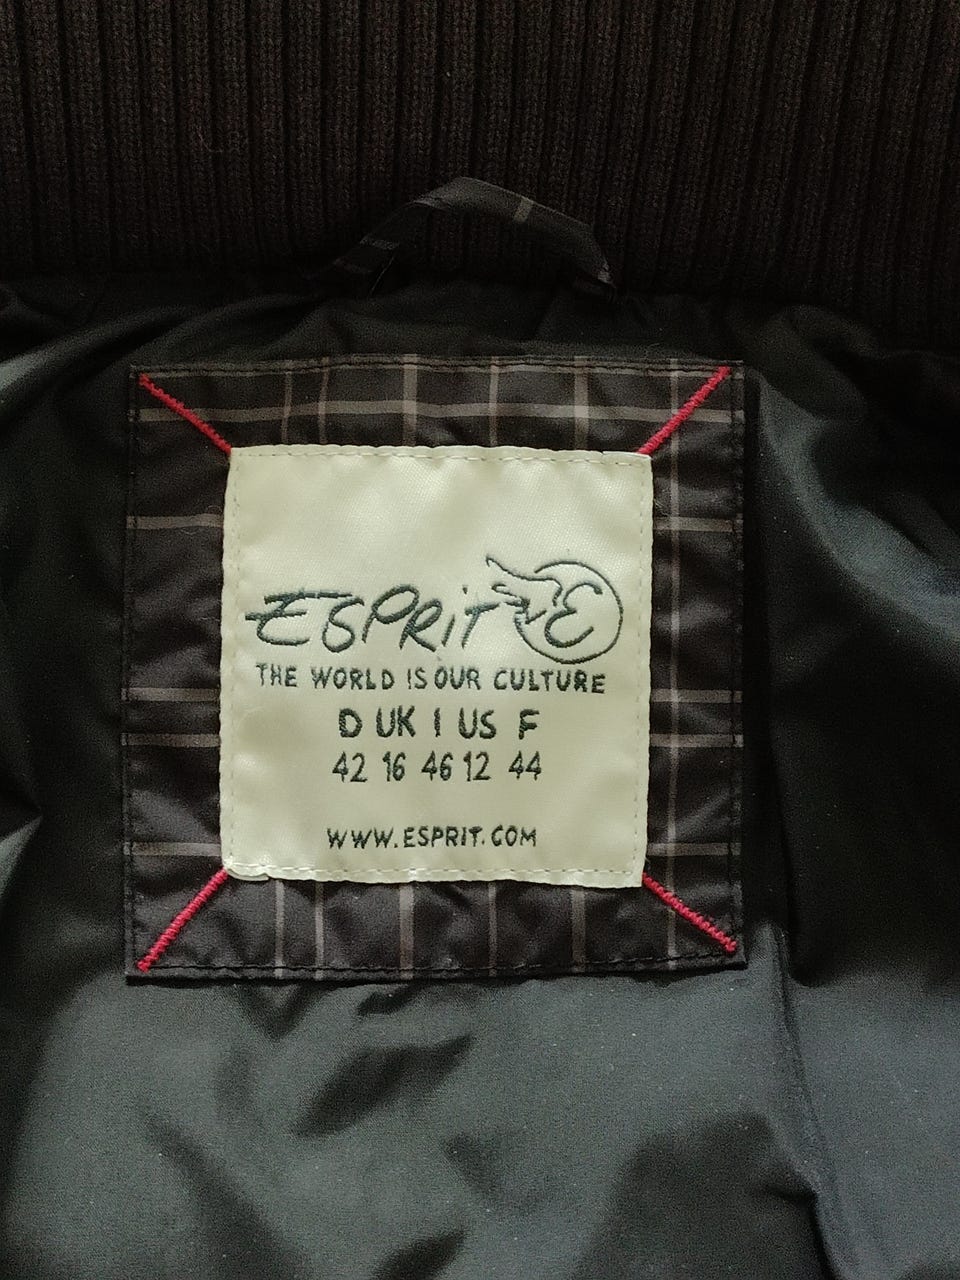 ESPRIT E
THE WORLD IS OUR CULTURE
D UK I US F
42 16 46 12 44
WWW.ESPRIT.COM